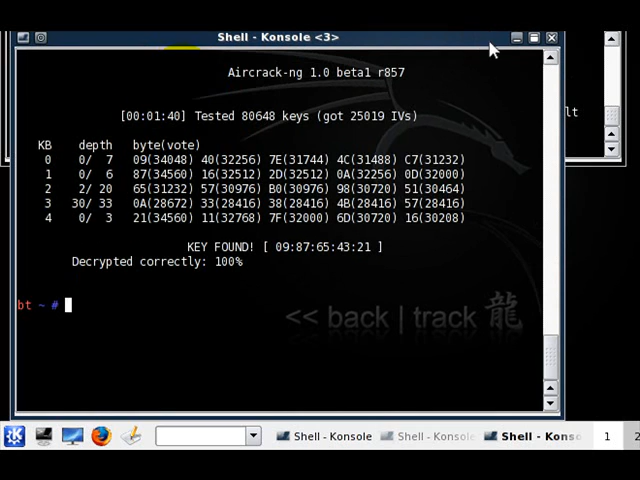 Shell - Konsole <3>
Aircrack-ng 1.0 beta1 r857
[00:01:40] Tested 80648 keys (got 25019 IVs)
KB depth byte(vote)
0 0/ 7 09(34048) 40(32256) 7E(31744) 4C(31488) C7(31232)
1 0/ 6 87(34560) 16(32512) 2D(32512) 0A(32256) 0D(32000)
2 2/ 20 65(31232) 57(30976) B0(30976) 98(30720) 51(30464)
3 30/ 33 0A(28672) 33(28416) 38(28416) 4B(28416) 57(28416)
4 0/ 3 21(34560) 11(32768) 7F(32000) 6D(30720) 16(30208)
KEY FOUND! [ 09:87:65:43:21 ]
Decrypted correctly: 100%
bt ~ #
<< back | track 龍
Shell - Konsole Shell - Konsole Shell - Konso 1 2